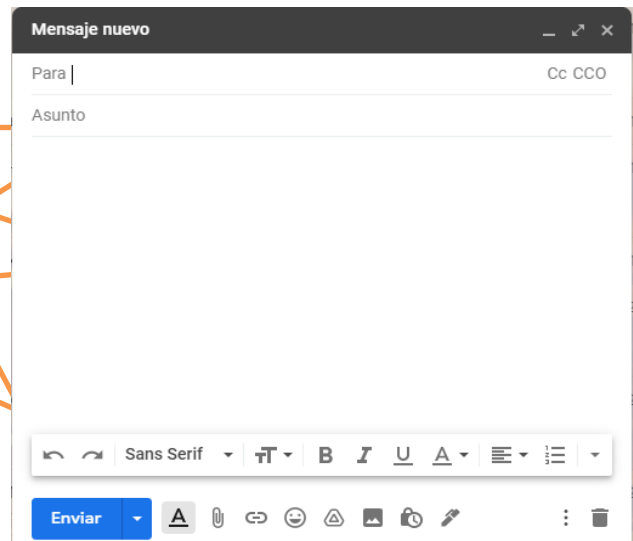 Mensaje nuevo
Para Cc CCO
Asunto
Sans Serif B I U A
Enviar A